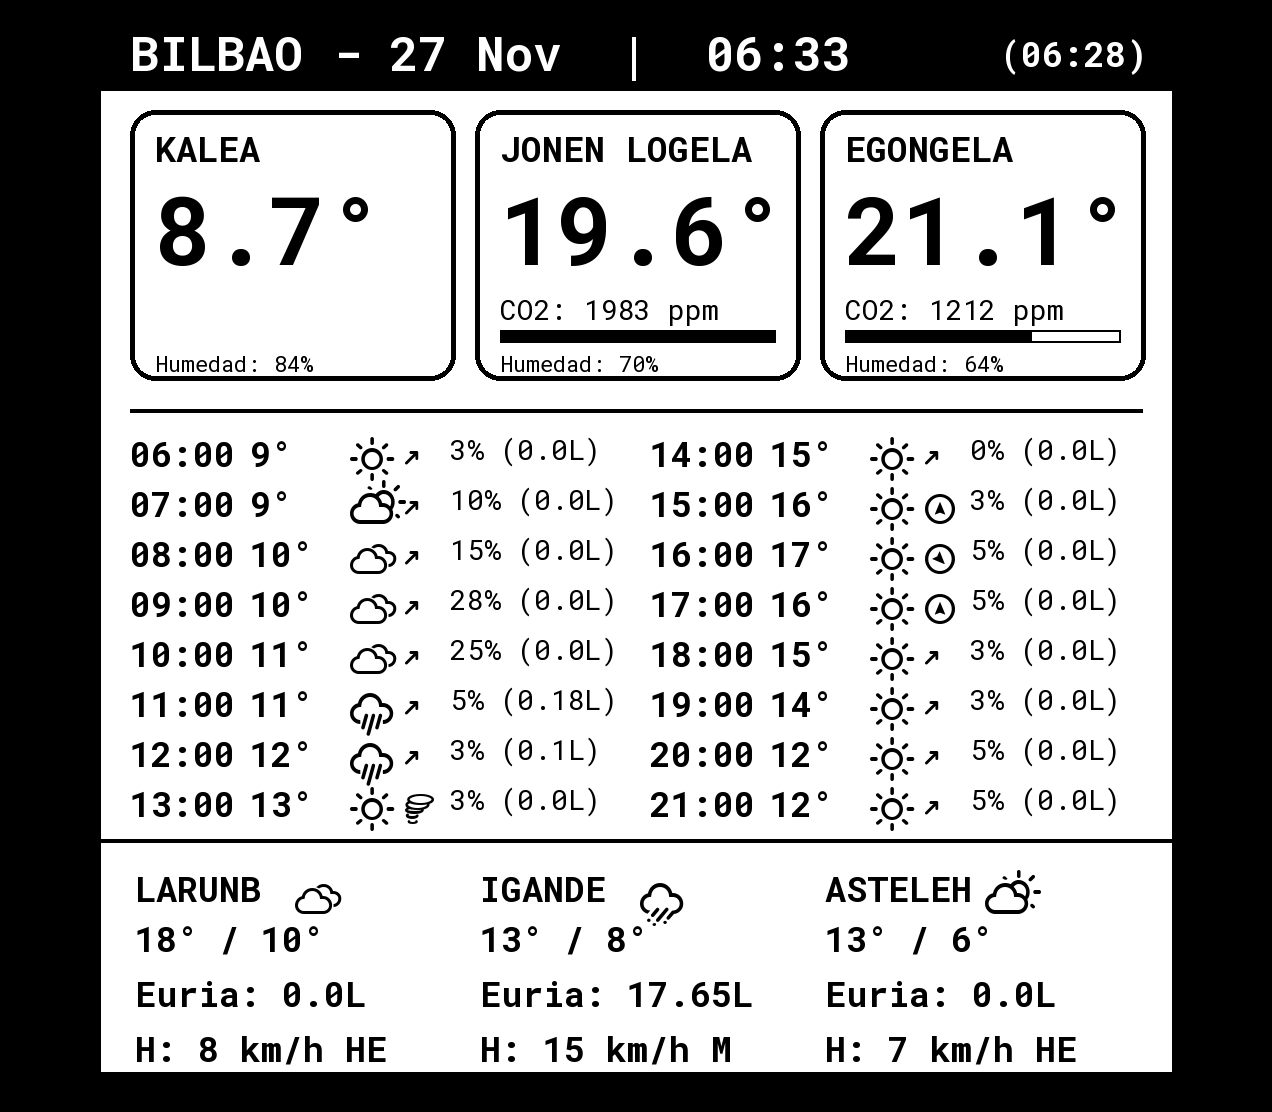 BILBAO - 27 Nov | 06:33 (06:28)
KALEA
8.7°
Humedad: 84%
JONEN LOGELA
19.6°
CO2: 1983 ppm
Humedad: 70%
EGONGELA
21.1°
CO2: 1212 ppm
Humedad: 64%
06:00 9° 3% (0.0L)
07:00 9° 10% (0.0L)
08:00 10° 15% (0.0L)
09:00 10° 28% (0.0L)
10:00 11° 25% (0.0L)
11:00 11° 5% (0.18L)
12:00 12° 3% (0.1L)
13:00 13° 3% (0.0L)
14:00 15° 0% (0.0L)
15:00 16° 3% (0.0L)
16:00 17° 5% (0.0L)
17:00 16° 5% (0.0L)
18:00 15° 3% (0.0L)
19:00 14° 3% (0.0L)
20:00 12° 5% (0.0L)
21:00 12° 5% (0.0L)
LARUNB
18° / 10°
Euria: 0.0L
H: 8 km/h HE
IGANDE
13° / 8°
Euria: 17.65L
H: 15 km/h M
ASTELEH
13° / 6°
Euria: 0.0L
H: 7 km/h HE